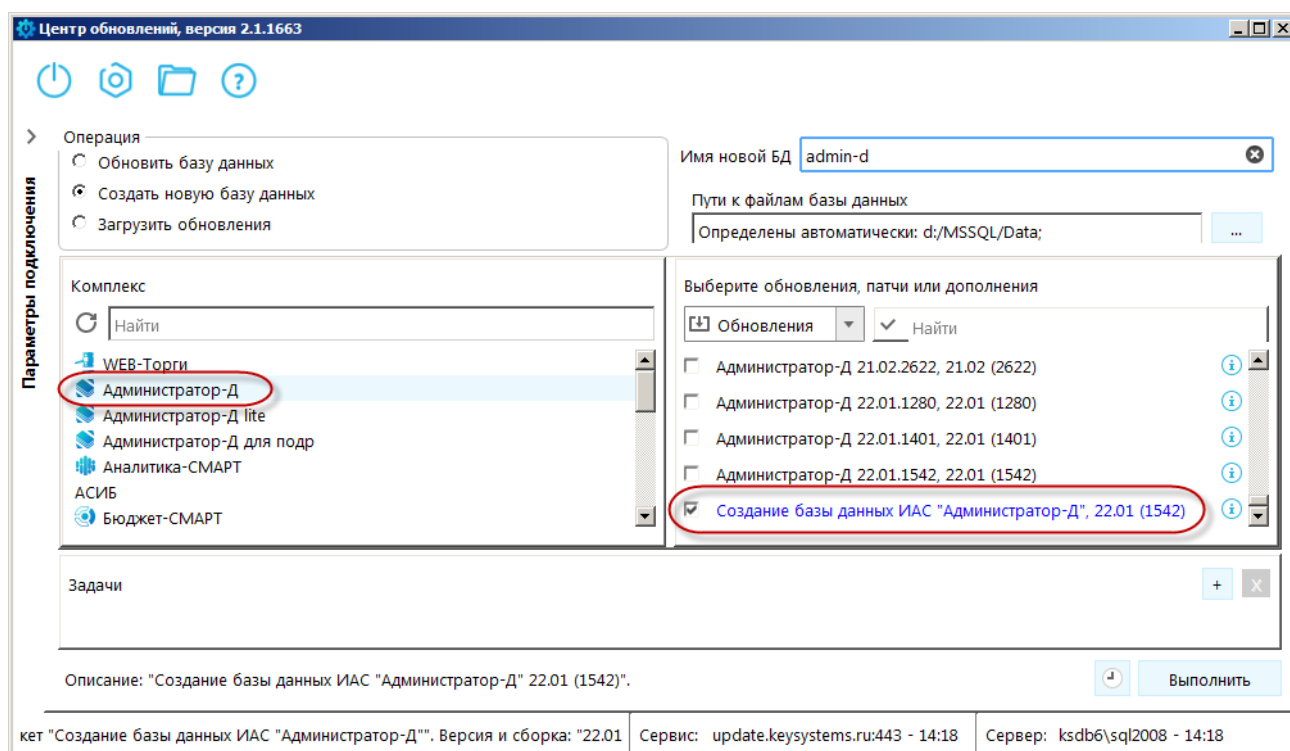 Центр обновлений, версия 2.1.1663
Операция
Обновить базу данных
Создать новую базу данных
Загрузить обновления
Имя новой БД admin-d
Пути к файлам базы данных
Определены автоматически: d:/MSSQL/Data;
...
Параметры подключения
Комплекс
Найти
WEB-Торги
Администратор-Д
Администратор-Д lite
Администратор-Д для подр
Аналитика-СМАРТ
АСИБ
Бюджет-СМАРТ
Выберите обновления, патчи или дополнения
Обновления Найти
Администратор-Д 21.02.2622, 21.02 (2622)
Администратор-Д 22.01.1280, 22.01 (1280)
Администратор-Д 22.01.1401, 22.01 (1401)
Администратор-Д 22.01.1542, 22.01 (1542)
Создание базы данных ИАС "Администратор-Д", 22.01 (1542)
Задачи
+ X
Описание: "Создание базы данных ИАС "Администратор-Д" 22.01 (1542)".
Выполнить
кет "Создание базы данных ИАС "Администратор-Д"". Версия и сборка: "22.01 Сервис: update.keysystems.ru:443 - 14:18 Сервер: ksdb6\sql2008 - 14:18